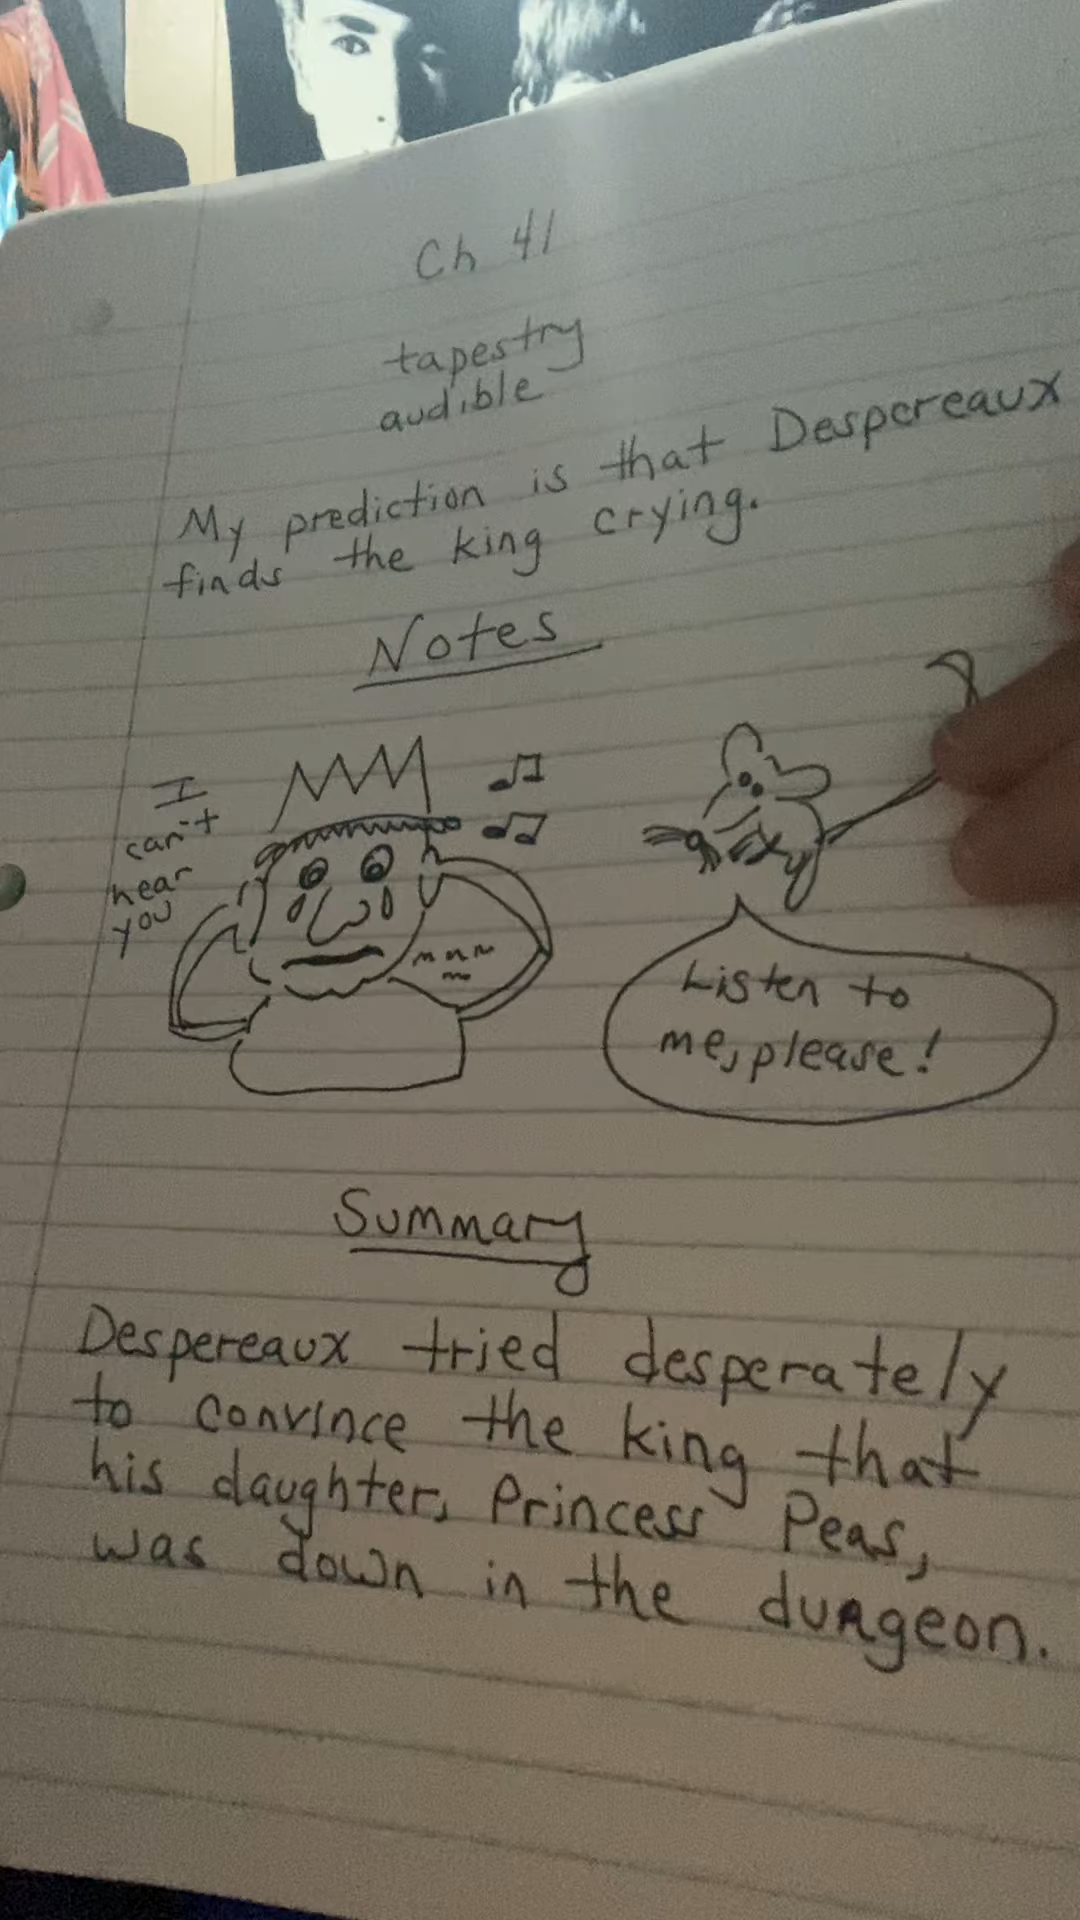 Ch 41
tapestry
audible
My prediction is that Despereaux
finds the king crying.
Notes
I
can't
hear
you
Listen to
me, please!
Summary
Despereaux tried desperately
to convince the king that
his daughter, Princess Peas,
was down in the dungeon.